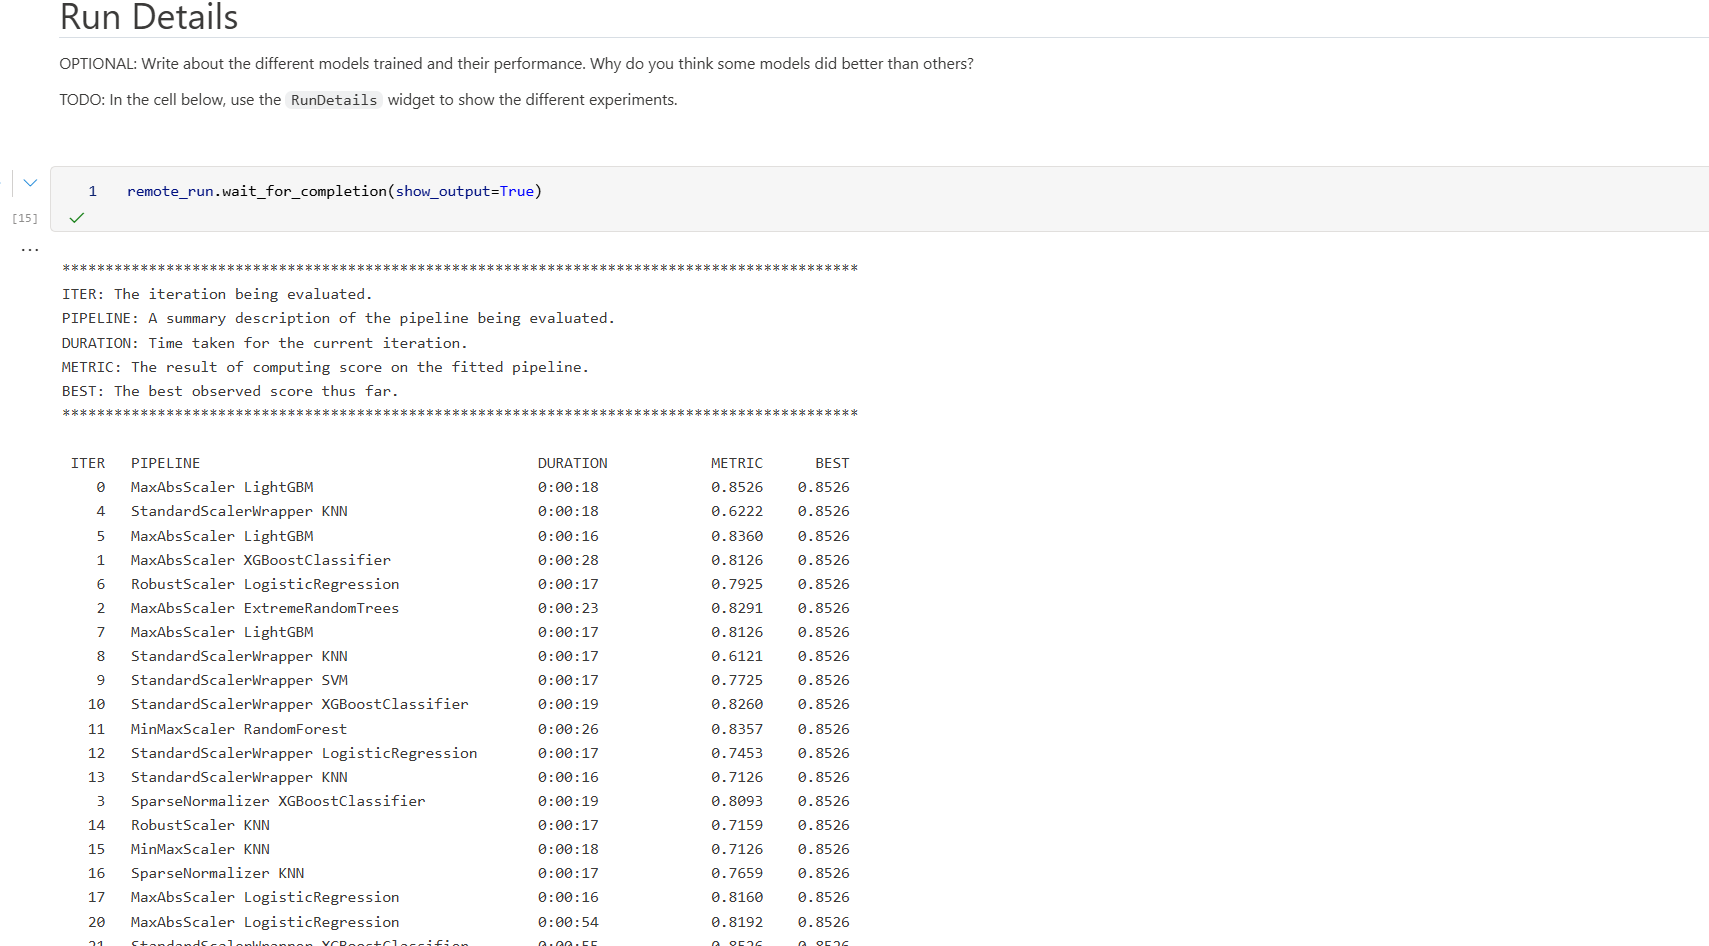 Run Details
OPTIONAL: Write about the different models trained and their performance. Why do you think some models did better than others?
TODO: In the cell below, use the RunDetails widget to show the different experiments.
1 remote_run.wait_for_completion(show_output=True)
[15]
...
********************************************************************************************
ITER: The iteration being evaluated.
PIPELINE: A summary description of the pipeline being evaluated.
DURATION: Time taken for the current iteration.
METRIC: The result of computing score on the fitted pipeline.
BEST: The best observed score thus far.
********************************************************************************************
ITER PIPELINE DURATION METRIC BEST
0 MaxAbsScaler LightGBM 0:00:18 0.8526 0.8526
4 StandardScalerWrapper KNN 0:00:18 0.6222 0.8526
5 MaxAbsScaler LightGBM 0:00:16 0.8360 0.8526
1 MaxAbsScaler XGBoostClassifier 0:00:28 0.8126 0.8526
6 RobustScaler LogisticRegression 0:00:17 0.7925 0.8526
2 MaxAbsScaler ExtremeRandomTrees 0:00:23 0.8291 0.8526
7 MaxAbsScaler LightGBM 0:00:17 0.8126 0.8526
8 StandardScalerWrapper KNN 0:00:17 0.6121 0.8526
9 StandardScalerWrapper SVM 0:00:17 0.7725 0.8526
10 StandardScalerWrapper XGBoostClassifier 0:00:19 0.8260 0.8526
11 MinMaxScaler RandomForest 0:00:26 0.8357 0.8526
12 StandardScalerWrapper LogisticRegression 0:00:17 0.7453 0.8526
13 StandardScalerWrapper KNN 0:00:16 0.7126 0.8526
3 SparseNormalizer XGBoostClassifier 0:00:19 0.8093 0.8526
14 RobustScaler KNN 0:00:17 0.7159 0.8526
15 MinMaxScaler KNN 0:00:18 0.7126 0.8526
16 SparseNormalizer KNN 0:00:17 0.7659 0.8526
17 MaxAbsScaler LogisticRegression 0:00:16 0.8160 0.8526
20 MaxAbsScaler LogisticRegression 0:00:54 0.8192 0.8526
21 StandardScalerWrapper XGBoostClassifier 0:00:55 0.8526 0.8526